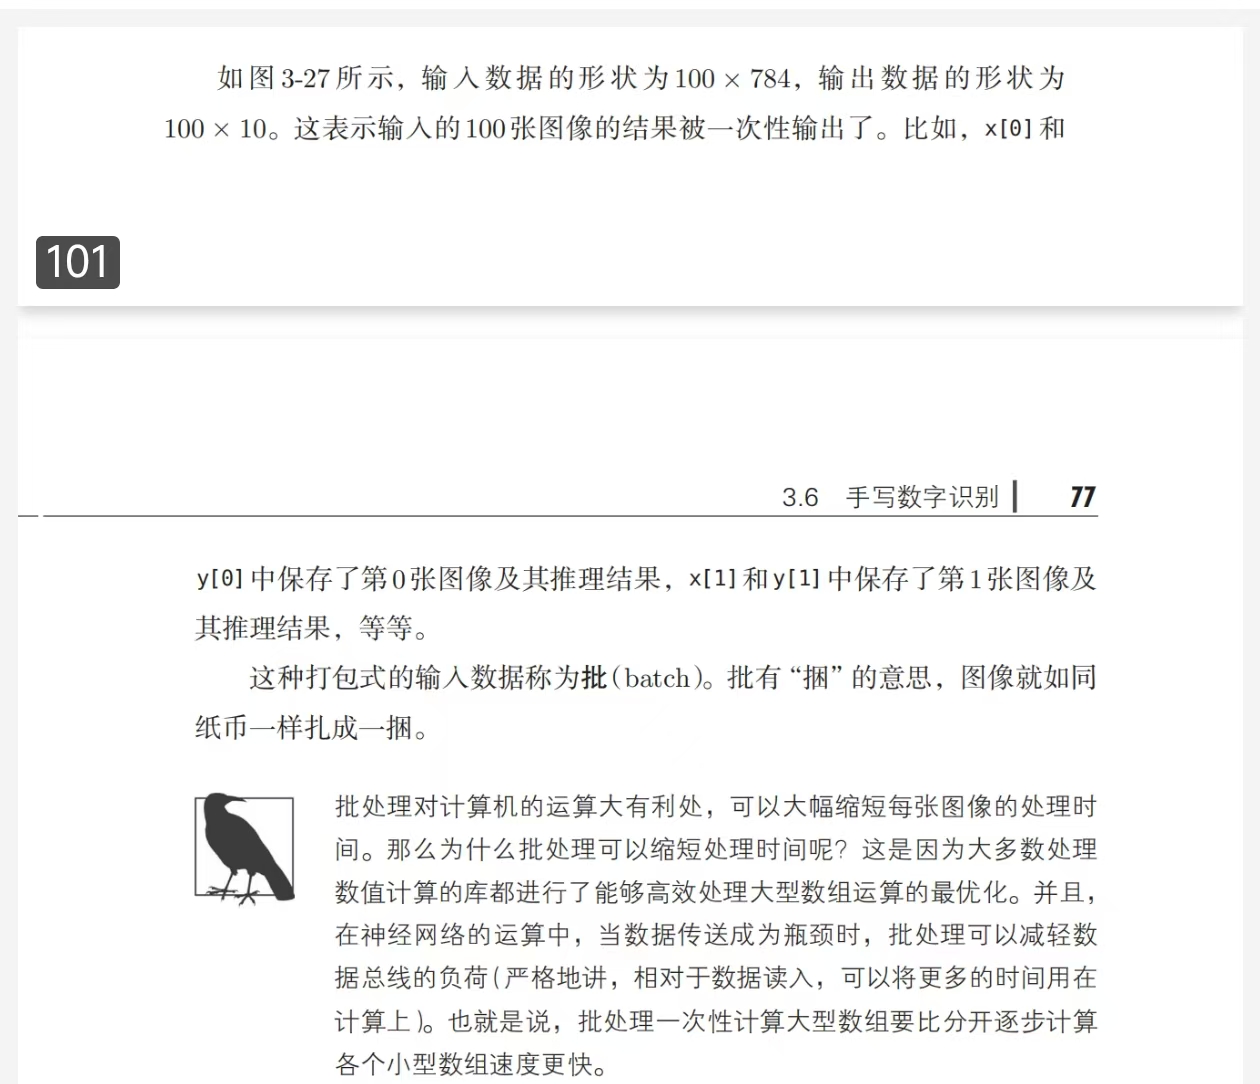 如图3-27所示，输入数据的形状为100 × 784，输出数据的形状为
100 × 10。这表示输入的100张图像的结果被一次性输出了。比如，x[0]和
101
3.6 手写数字识别 77
y[0]中保存了第0张图像及其推理结果，x[1]和y[1]中保存了第1张图像及
其推理结果，等等。
这种打包式的输入数据称为批(batch)。批有“捆”的意思，图像就如同
纸币一样扎成一捆。
批处理对计算机的运算大有利处，可以大幅缩短每张图像的处理时
间。那么为什么批处理可以缩短处理时间呢？这是因为大多数处理
数值计算的库都进行了能够高效处理大型数组运算的最优化。并且，
在神经网络的运算中，当数据传送成为瓶颈时，批处理可以减轻数
据总线的负荷(严格地讲，相对于数据读入，可以将更多的时间用在
计算上)。也就是说，批处理一次性计算大型数组要比分开逐步计算
各个小型数组速度更快。